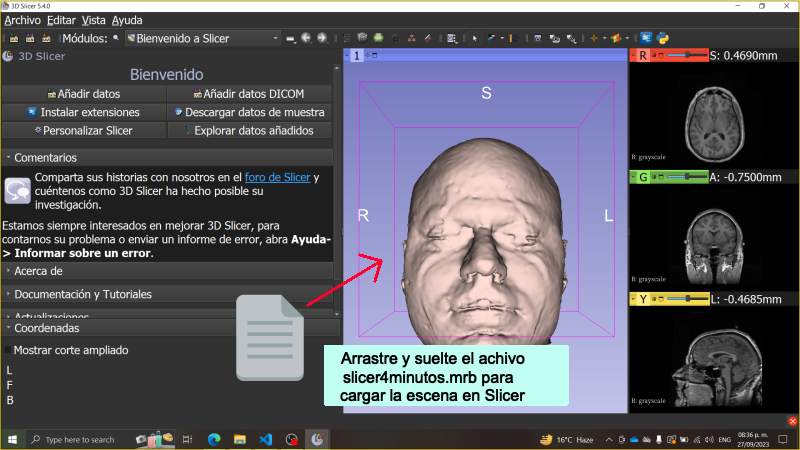 3D Slicer 5.4.0
Archivo Editar Vista Ayuda
Módulos: Bienvenido a Slicer
3D Slicer
Bienvenido
Añadir datos
Añadir datos DICOM
Instalar extensiones
Descargar datos de muestra
Personalizar Slicer
Explorar datos añadidos
Comentarios
Comparta sus historias con nosotros en el foro de Slicer y
cuéntenos como 3D Slicer ha hecho posible su
investigación.
Estamos siempre interesados en mejorar 3D Slicer, para
contarnos su problema o enviar un informe de error, abra Ayuda-
> Informar sobre un error.
Acerca de
Documentación y Tutoriales
Actualizaciones
Coordenadas
Mostrar corte ampliado
L
F
B
1
S
R
L
R S: 0.4690mm
B: grayscale
G A: -0.7500mm
B: grayscale
Y L: -0.4685mm
B: grayscale
Arrastre y suelte el achivo
slicer4minutos.mrb para
cargar la escena en Slicer
Type here to search
16°C Haze
ENG
08:36 p. m.
27/09/2023